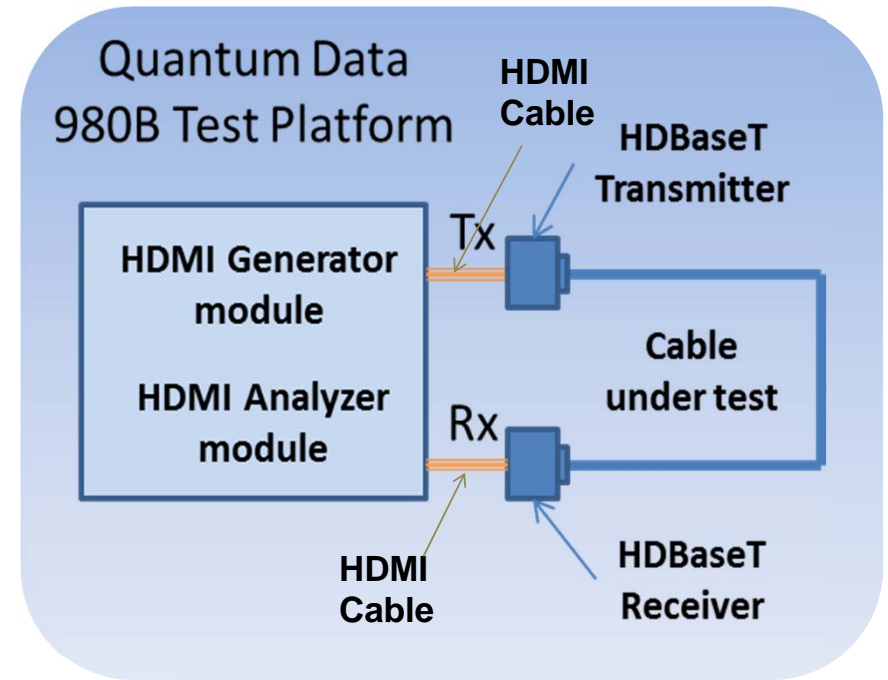 Quantum Data
980B Test Platform
HDMI
Cable
HDBaseT
Transmitter
Tx
HDMI Generator
module
HDMI Analyzer
module
Cable
under test
Rx
HDMI
Cable
HDBaseT
Receiver